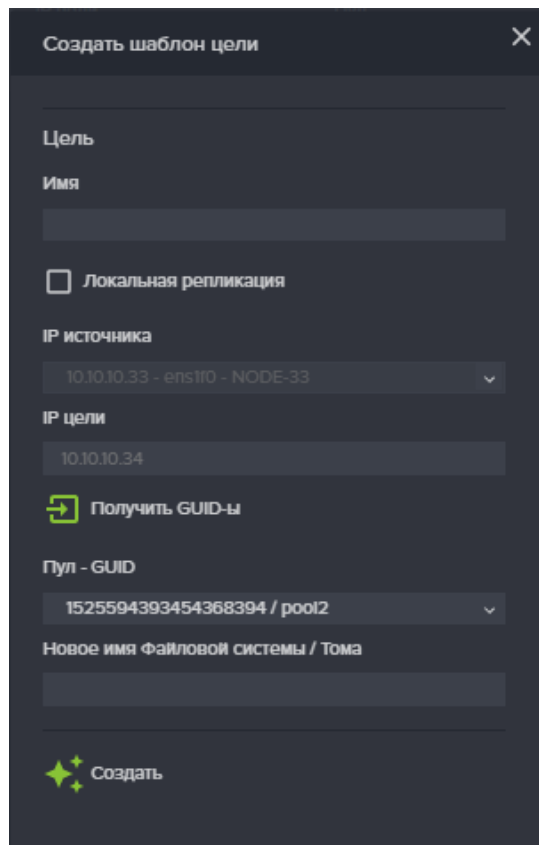 Создать шаблон цели
Цель
Имя
Локальная репликация
IP источника
10.10.10.33 - ens1f0 - NODE-33
IP цели
10.10.10.34
Получить GUID-ы
Пул - GUID
1525594393454368394 / pool2
Новое имя Файловой системы / Тома
Создать